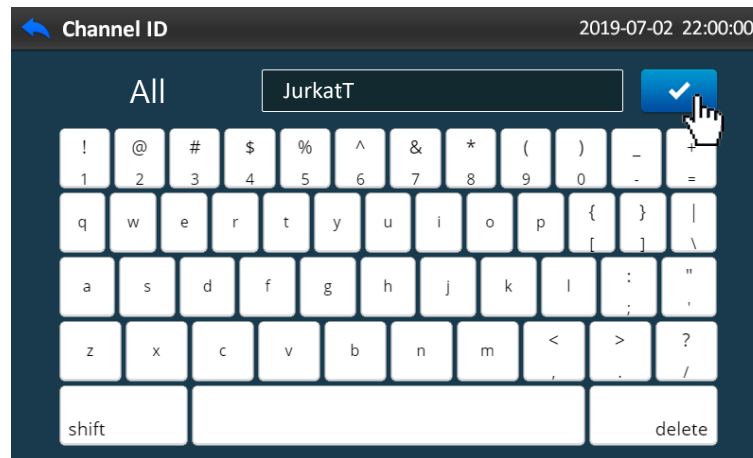 Channel ID 2019-07-02 22:00:00
All JurkatT
! @ # $ % ^ & * ( ) _ +
1 2 3 4 5 6 7 8 9 0 - =
q w e r t y u i o p { } |
[ ] \
a s d f g h j k l : "
; '
z x c v b n m < > ?
, . /
shift delete